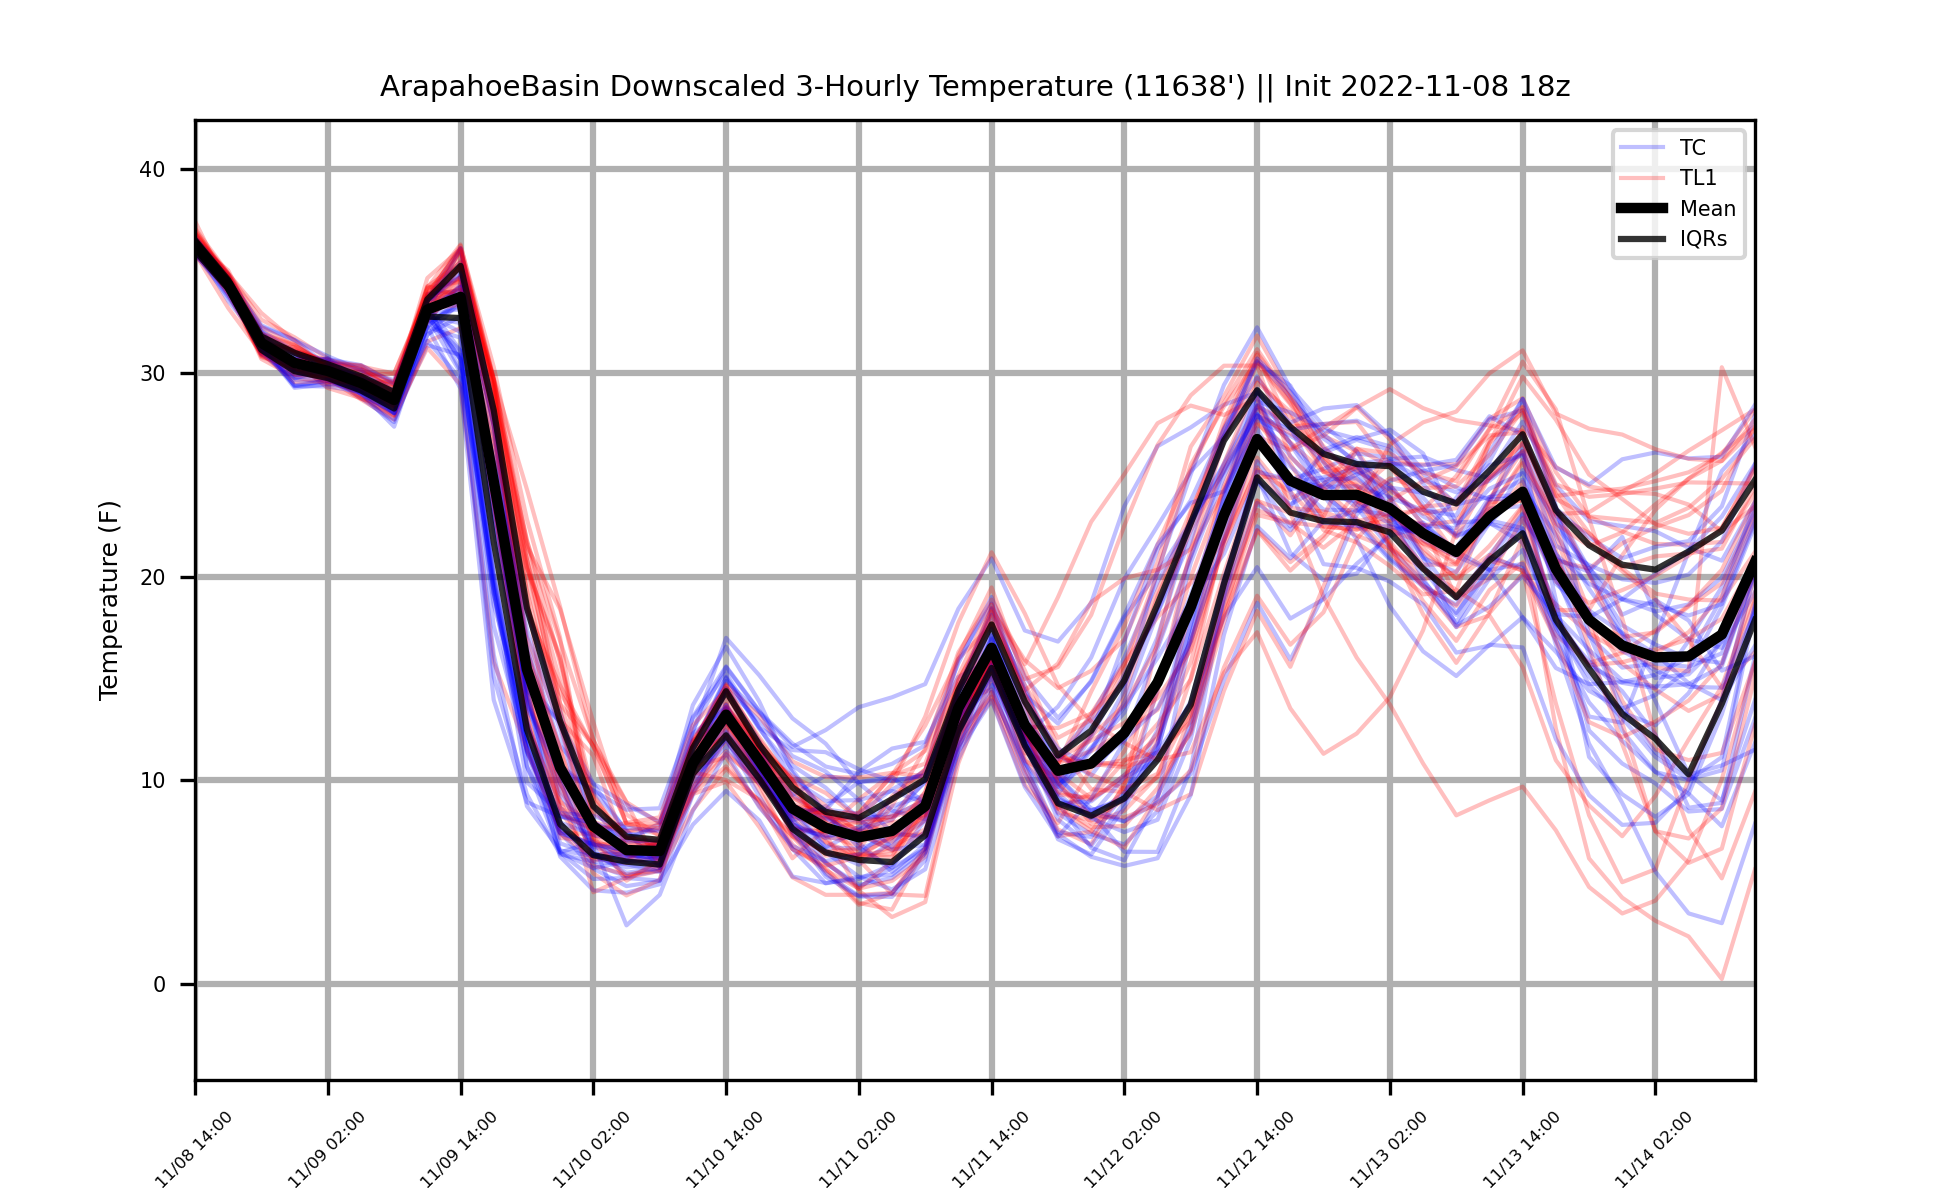 ArapahoeBasin Downscaled 3-Hourly Temperature (11638') || Init 2022-11-08 18z
TC
TL1
Mean
IQRs
Temperature (F)
40
30
20
10
0
11/08 14:00
11/09 02:00
11/09 14:00
11/10 02:00
11/10 14:00
11/11 02:00
11/11 14:00
11/12 02:00
11/12 14:00
11/13 02:00
11/13 14:00
11/14 02:00